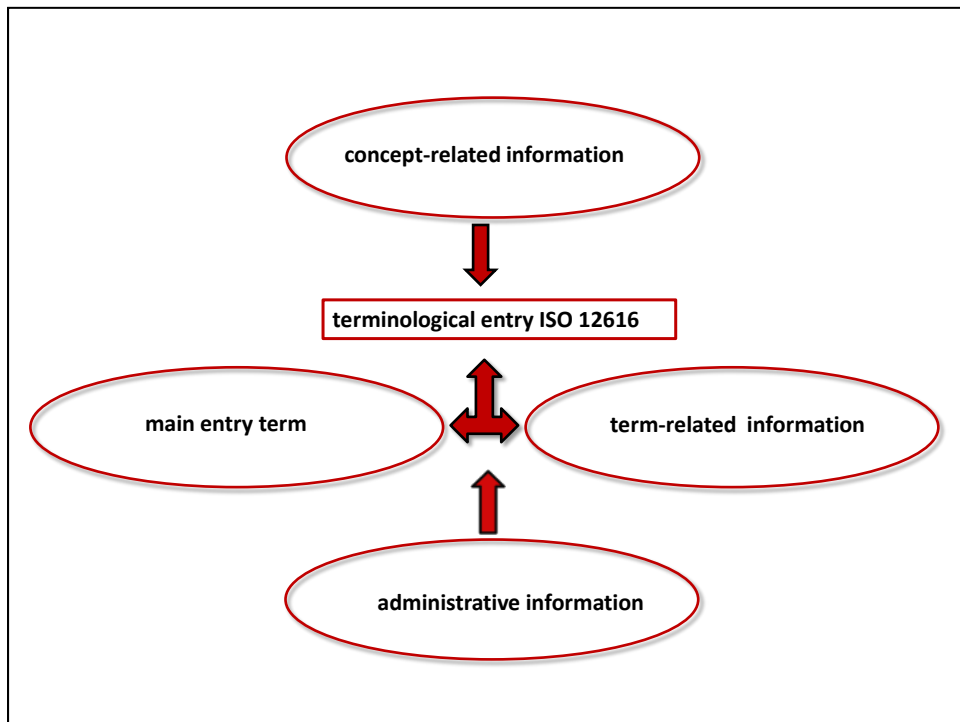 concept-related information
terminological entry ISO 12616
main entry term
term-related information
administrative information